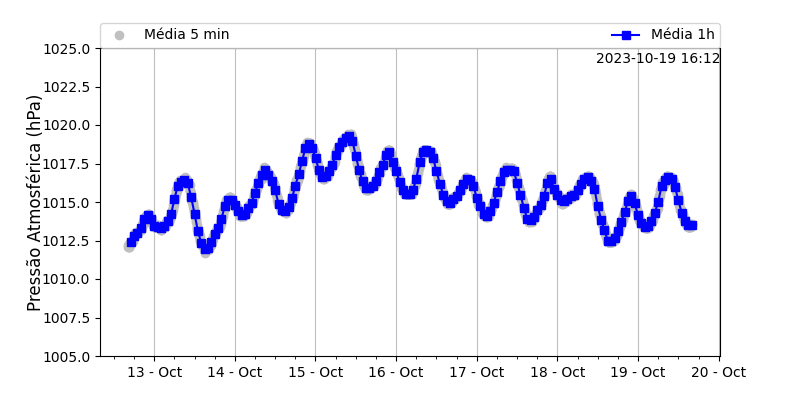 Média 5 min
Média 1h
2023-10-19 16:12
Pressão Atmosférica (hPa)
1025.0
1022.5
1020.0
1017.5
1015.0
1012.5
1010.0
1007.5
1005.0
13 - Oct
14 - Oct
15 - Oct
16 - Oct
17 - Oct
18 - Oct
19 - Oct
20 - Oct